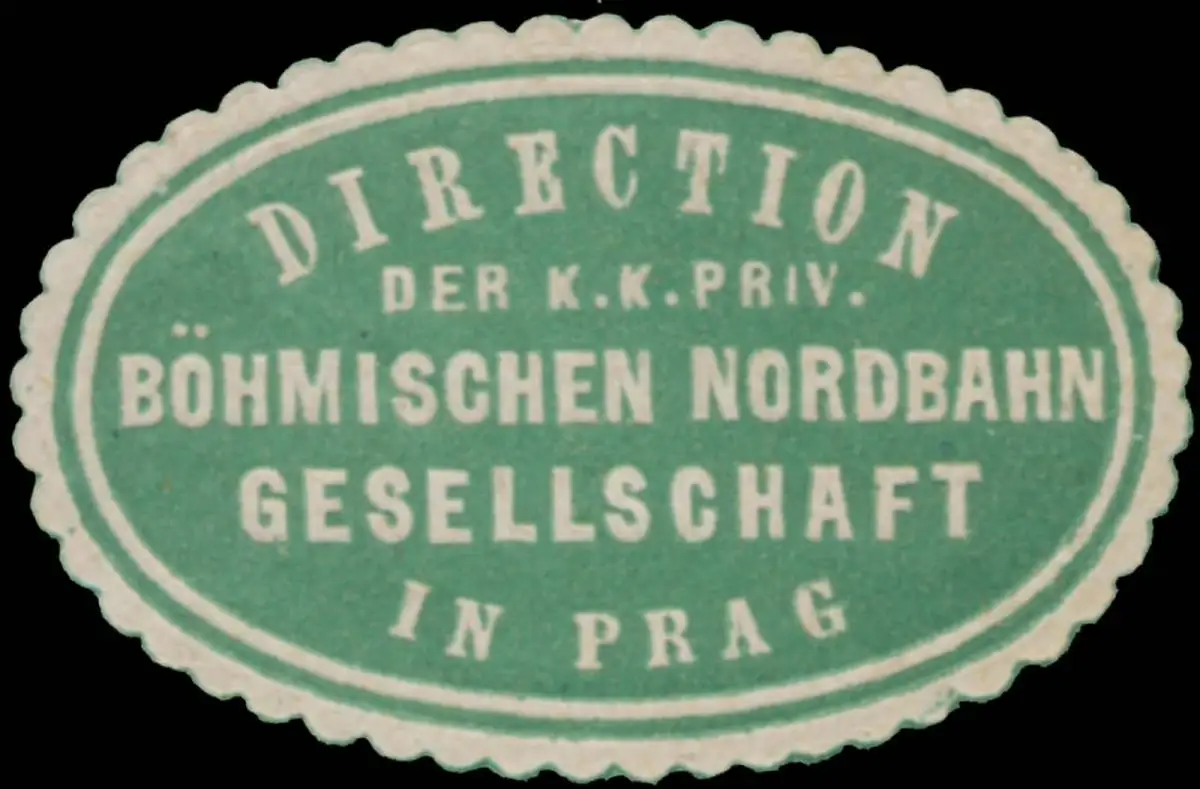 DIRECTION
DER K.K.PRIV.
BÖHMISCHEN NORDBAHN
GESELLSCHAFT
IN PRAG